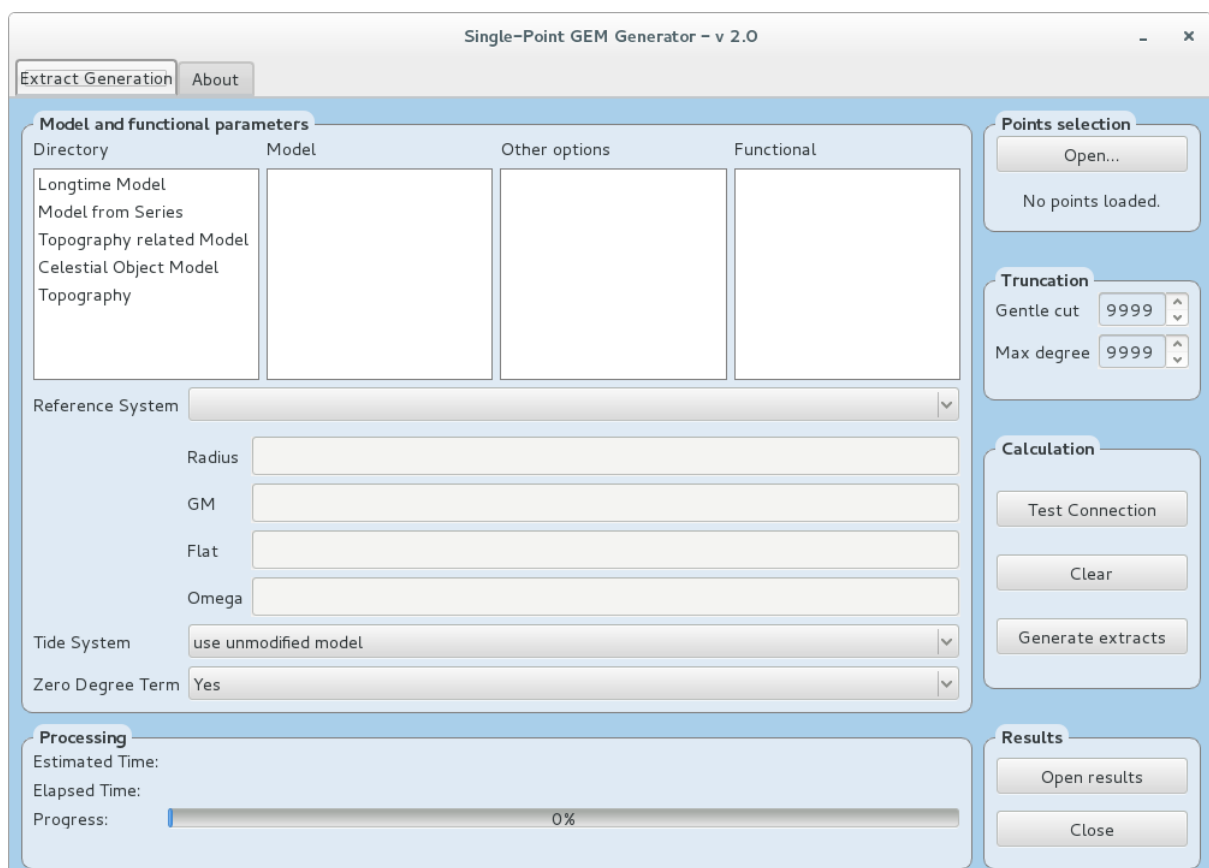 Single-Point GEM Generator - v 2.0
Extract Generation
About
Model and functional parameters
Directory
Model
Other options
Functional
Longtime Model
Model from Series
Topography related Model
Celestial Object Model
Topography
Reference System
Radius
GM
Flat
Omega
Tide System
use unmodified model
Zero Degree Term
Yes
Points selection
Open...
No points loaded.
Truncation
Gentle cut
9999
Max degree
9999
Calculation
Test Connection
Clear
Generate extracts
Processing
Estimated Time:
Elapsed Time:
Progress:
0%
Results
Open results
Close